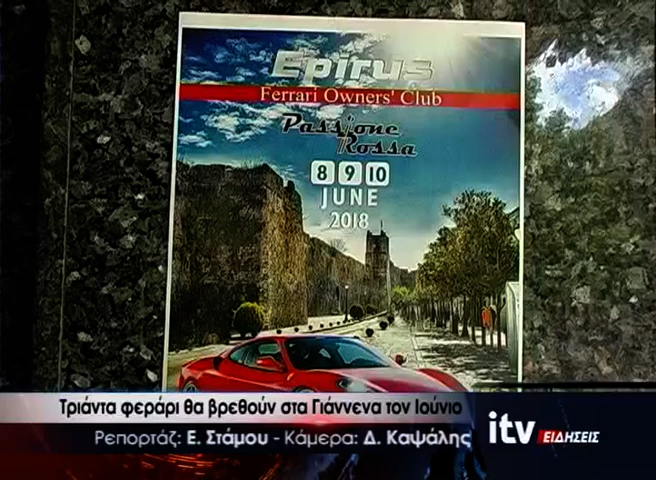 Epirus
Ferrari Owners' Club
Passione
Rossa
8 9 10
JUNE
2018
Τριάντα φεράρι θα βρεθούν στα Γιάννενα τον Ιούνιο
Ρεπορτάζ: Ε. Στάμου - Κάμερα: Δ. Καψάλης
itv ΕΙΔΗΣΕΙΣ